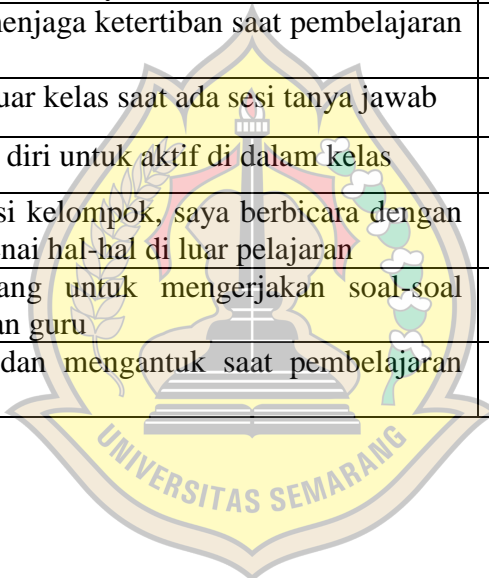 menjaga ketertiban saat pembelajaran
uar kelas saat ada sesi tanya jawab
diri untuk aktif di dalam kelas
si kelompok, saya berbicara dengan
nai hal-hal di luar pelajaran
ang untuk mengerjakan soal-soal
an guru
dan mengantuk saat pembelajaran
UNIVERSITAS SEMARANG